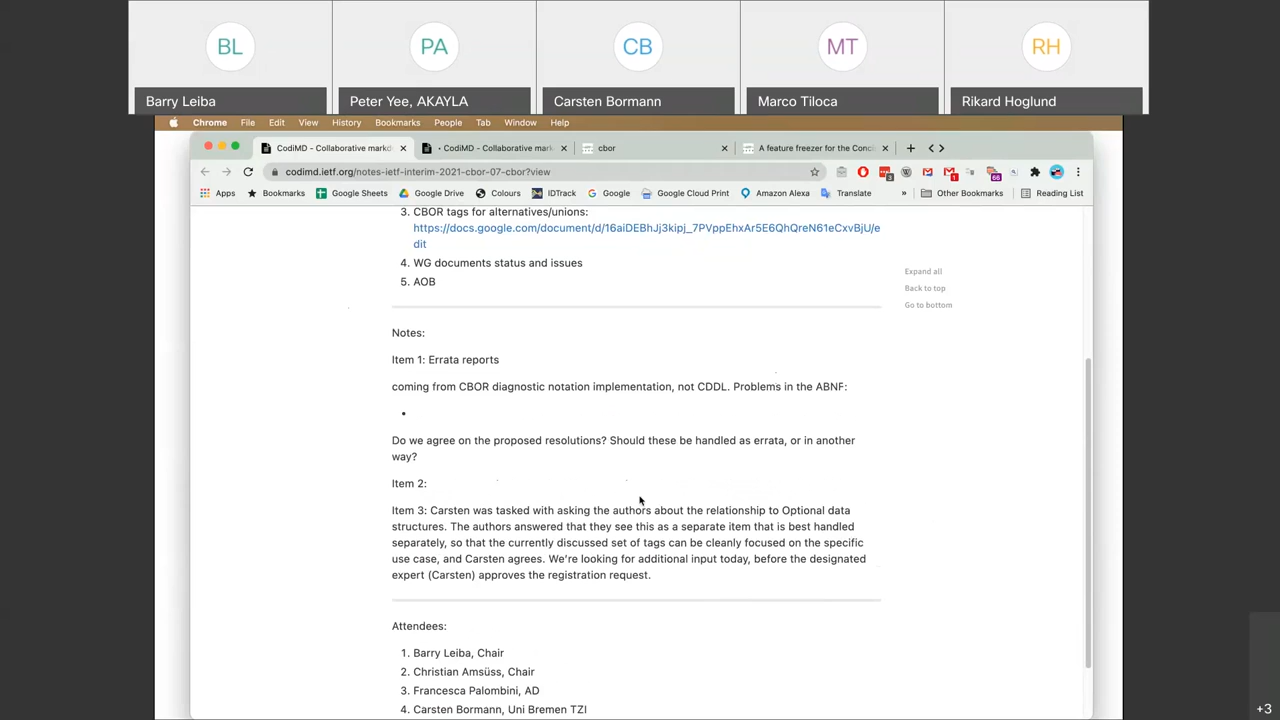 BL
PA
CB
MT
RH
Barry Leiba
Peter Yee, AKAYLA
Carsten Bormann
Marco Tiloca
Rikard Hoglund
Chrome File Edit View History Bookmarks People Tab Window Help
CodiMD - Collaborative markd
CodiMD - Collaborative mark
cbor
A feature freezer for the Conci
codimd.ietf.org/notes-ietf-interim-2021-cbor-07-cbor?view
Apps Bookmarks Google Sheets Google Drive Colours IDTrack Google Google Cloud Print Amazon Alexa Translate » Other Bookmarks Reading List
3. CBOR tags for alternatives/unions:
https://docs.google.com/document/d/16aiDEBhJj3kipj_7PVppEhxAr5E6QhQreN61eCxvBjU/e
dit
4. WG documents status and issues
5. AOB
Expand all
Back to top
Go to bottom
Notes:
Item 1: Errata reports
coming from CBOR diagnostic notation implementation, not CDDL. Problems in the ABNF:
•
Do we agree on the proposed resolutions? Should these be handled as errata, or in another
way?
Item 2:
Item 3: Carsten was tasked with asking the authors about the relationship to Optional data
structures. The authors answered that they see this as a separate item that is best handled
separately, so that the currently discussed set of tags can be cleanly focused on the specific
use case, and Carsten agrees. We're looking for additional input today, before the designated
expert (Carsten) approves the registration request.
Attendees:
1. Barry Leiba, Chair
2. Christian Amsüss, Chair
3. Francesca Palombini, AD
4. Carsten Bormann, Uni Bremen TZI
+3